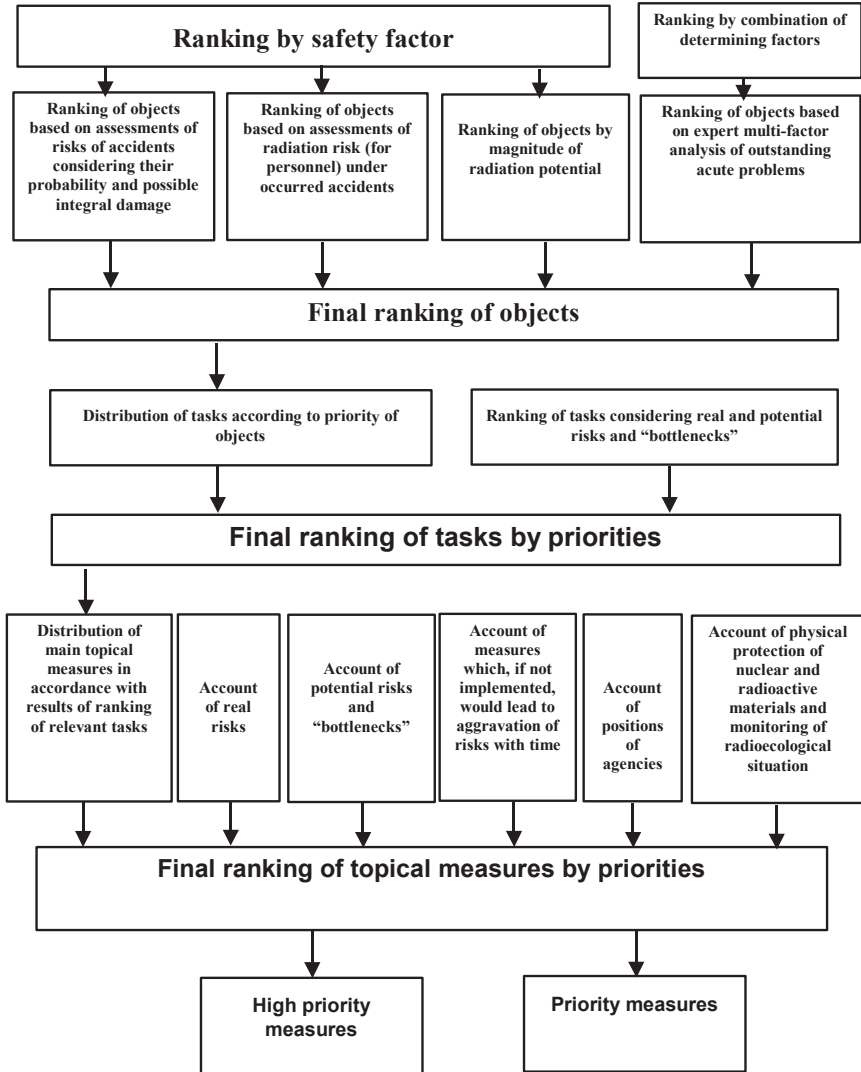 Ranking by safety factor
Ranking by combination of
determining factors
Ranking of objects
based on assessments of
risks of accidents
considering their
probability and possible
integral damage
Ranking of objects
based on assessments of
radiation risk (for
personnel) under
occurred accidents
Ranking of objects by
magnitude of
radiation potential
Ranking of objects based
on expert multi-factor
analysis of outstanding
acute problems
Final ranking of objects
Distribution of tasks according to priority of
objects
Ranking of tasks considering real and potential
risks and “bottlenecks”
Final ranking of tasks by priorities
Distribution of
main topical
measures in
accordance with
results of ranking
of relevant tasks
Account
of real
risks
Account of
potential risks
and
“bottlenecks”
Account of
measures
which, if not
implemented,
would lead to
aggravation of
risks with time
Account
of
positions
of
agencies
Account of physical
protection of
nuclear and
radioactive
materials and
monitoring of
radioecological
situation
Final ranking of topical measures by priorities
High priority
measures
Priority measures